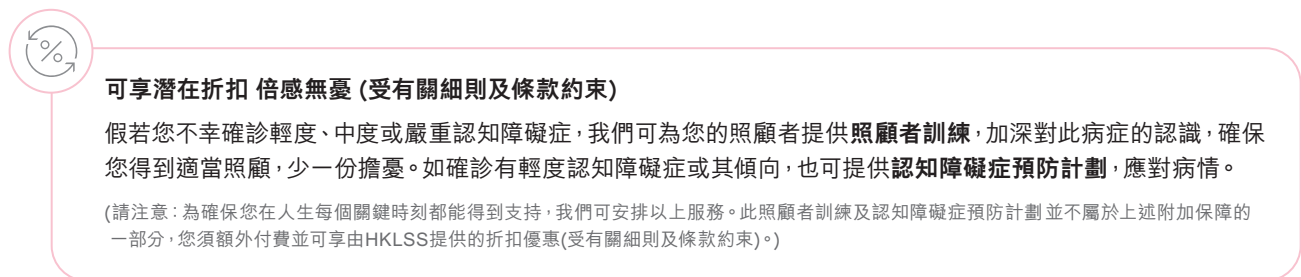 %
可享潛在折扣 倍感無憂 (受有關細則及條款約束)
假若您不幸確診輕度、中度或嚴重認知障礙症，我們可為您的照顧者提供照顧者訓練，加深對此病症的認識，確保
您得到適當照顧，少一份擔憂。如確診有輕度認知障礙症或其傾向，也可提供認知障礙症預防計劃，應對病情。
(請注意：為確保您在人生每個關鍵時刻都能得到支持，我們可安排以上服務。此照顧者訓練及認知障礙症預防計劃並不屬於上述附加保障的
一部分，您須額外付費並可享由HKLSS提供的折扣優惠(受有關細則及條款約束)。)